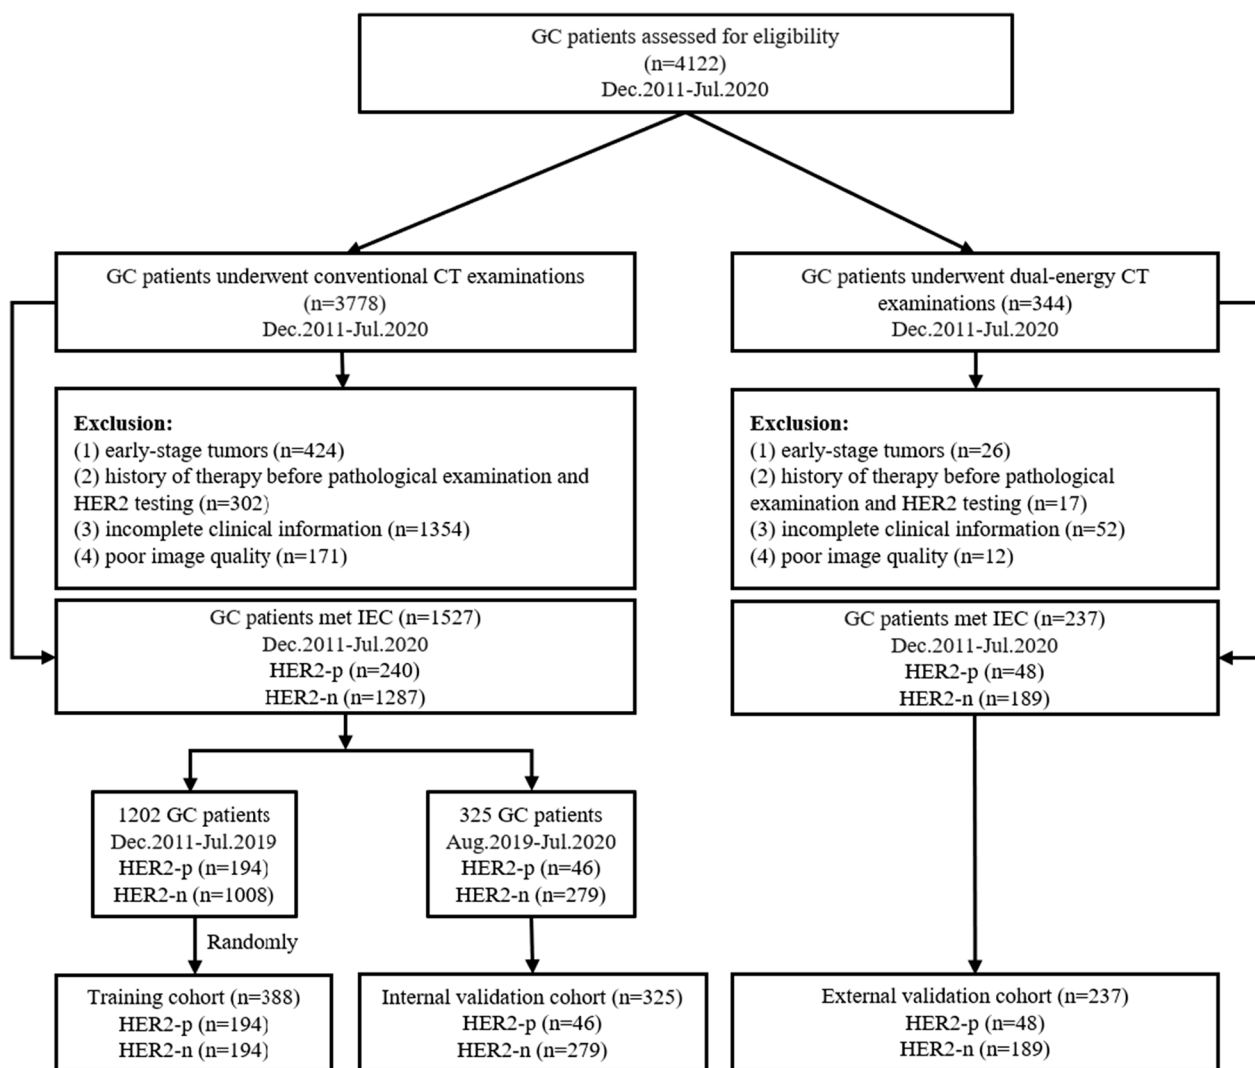 GC patients assessed for eligibility
(n=4122)
Dec.2011-Jul.2020
GC patients underwent conventional CT examinations
(n=3778)
Dec.2011-Jul.2020
GC patients underwent dual-energy CT
examinations (n=344)
Dec.2011-Jul.2020
Exclusion:
(1) early-stage tumors (n=424)
(2) history of therapy before pathological examination and
HER2 testing (n=302)
(3) incomplete clinical information (n=1354)
(4) poor image quality (n=171)
Exclusion:
(1) early-stage tumors (n=26)
(2) history of therapy before pathological
examination and HER2 testing (n=17)
(3) incomplete clinical information (n=52)
(4) poor image quality (n=12)
GC patients met IEC (n=1527)
Dec.2011-Jul.2020
HER2-p (n=240)
HER2-n (n=1287)
GC patients met IEC (n=237)
Dec.2011-Jul.2020
HER2-p (n=48)
HER2-n (n=189)
1202 GC patients
Dec.2011-Jul.2019
HER2-p (n=194)
HER2-n (n=1008)
325 GC patients
Aug.2019-Jul.2020
HER2-p (n=46)
HER2-n (n=279)
Randomly
Training cohort (n=388)
HER2-p (n=194)
HER2-n (n=194)
Internal validation cohort (n=325)
HER2-p (n=46)
HER2-n (n=279)
External validation cohort (n=237)
HER2-p (n=48)
HER2-n (n=189)